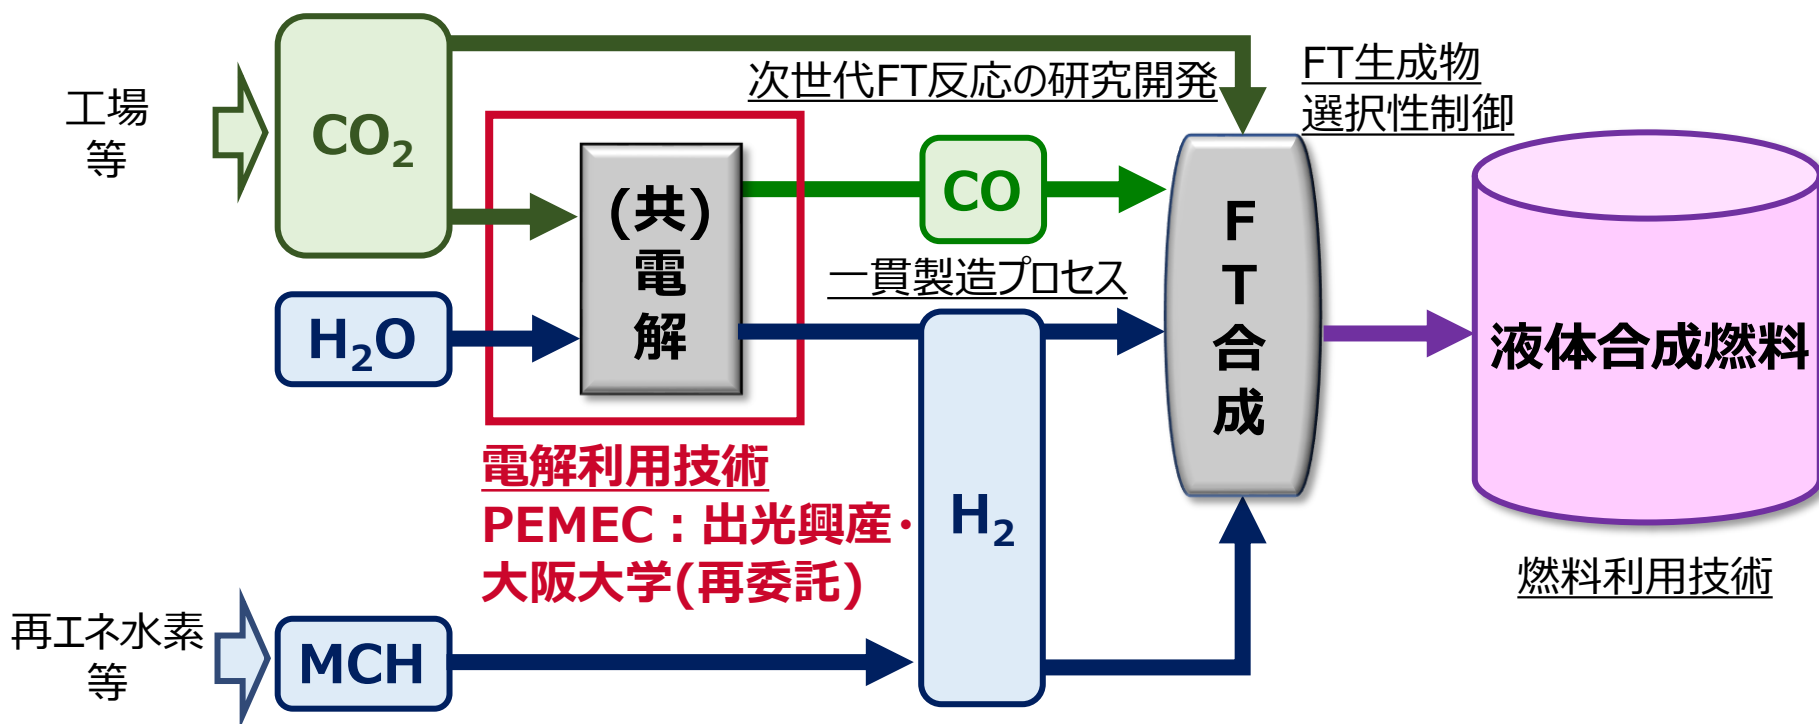 工場
等
CO₂
H₂O
(共)
電
解
次世代FT反応の研究開発
CO
一貫製造プロセス
H₂
F
T
合
成
FT生成物
選択性制御
液体合成燃料
燃料利用技術
電解利用技術
PEMEC：出光興産・
大阪大学(再委託)
再エネ水素
等
MCH